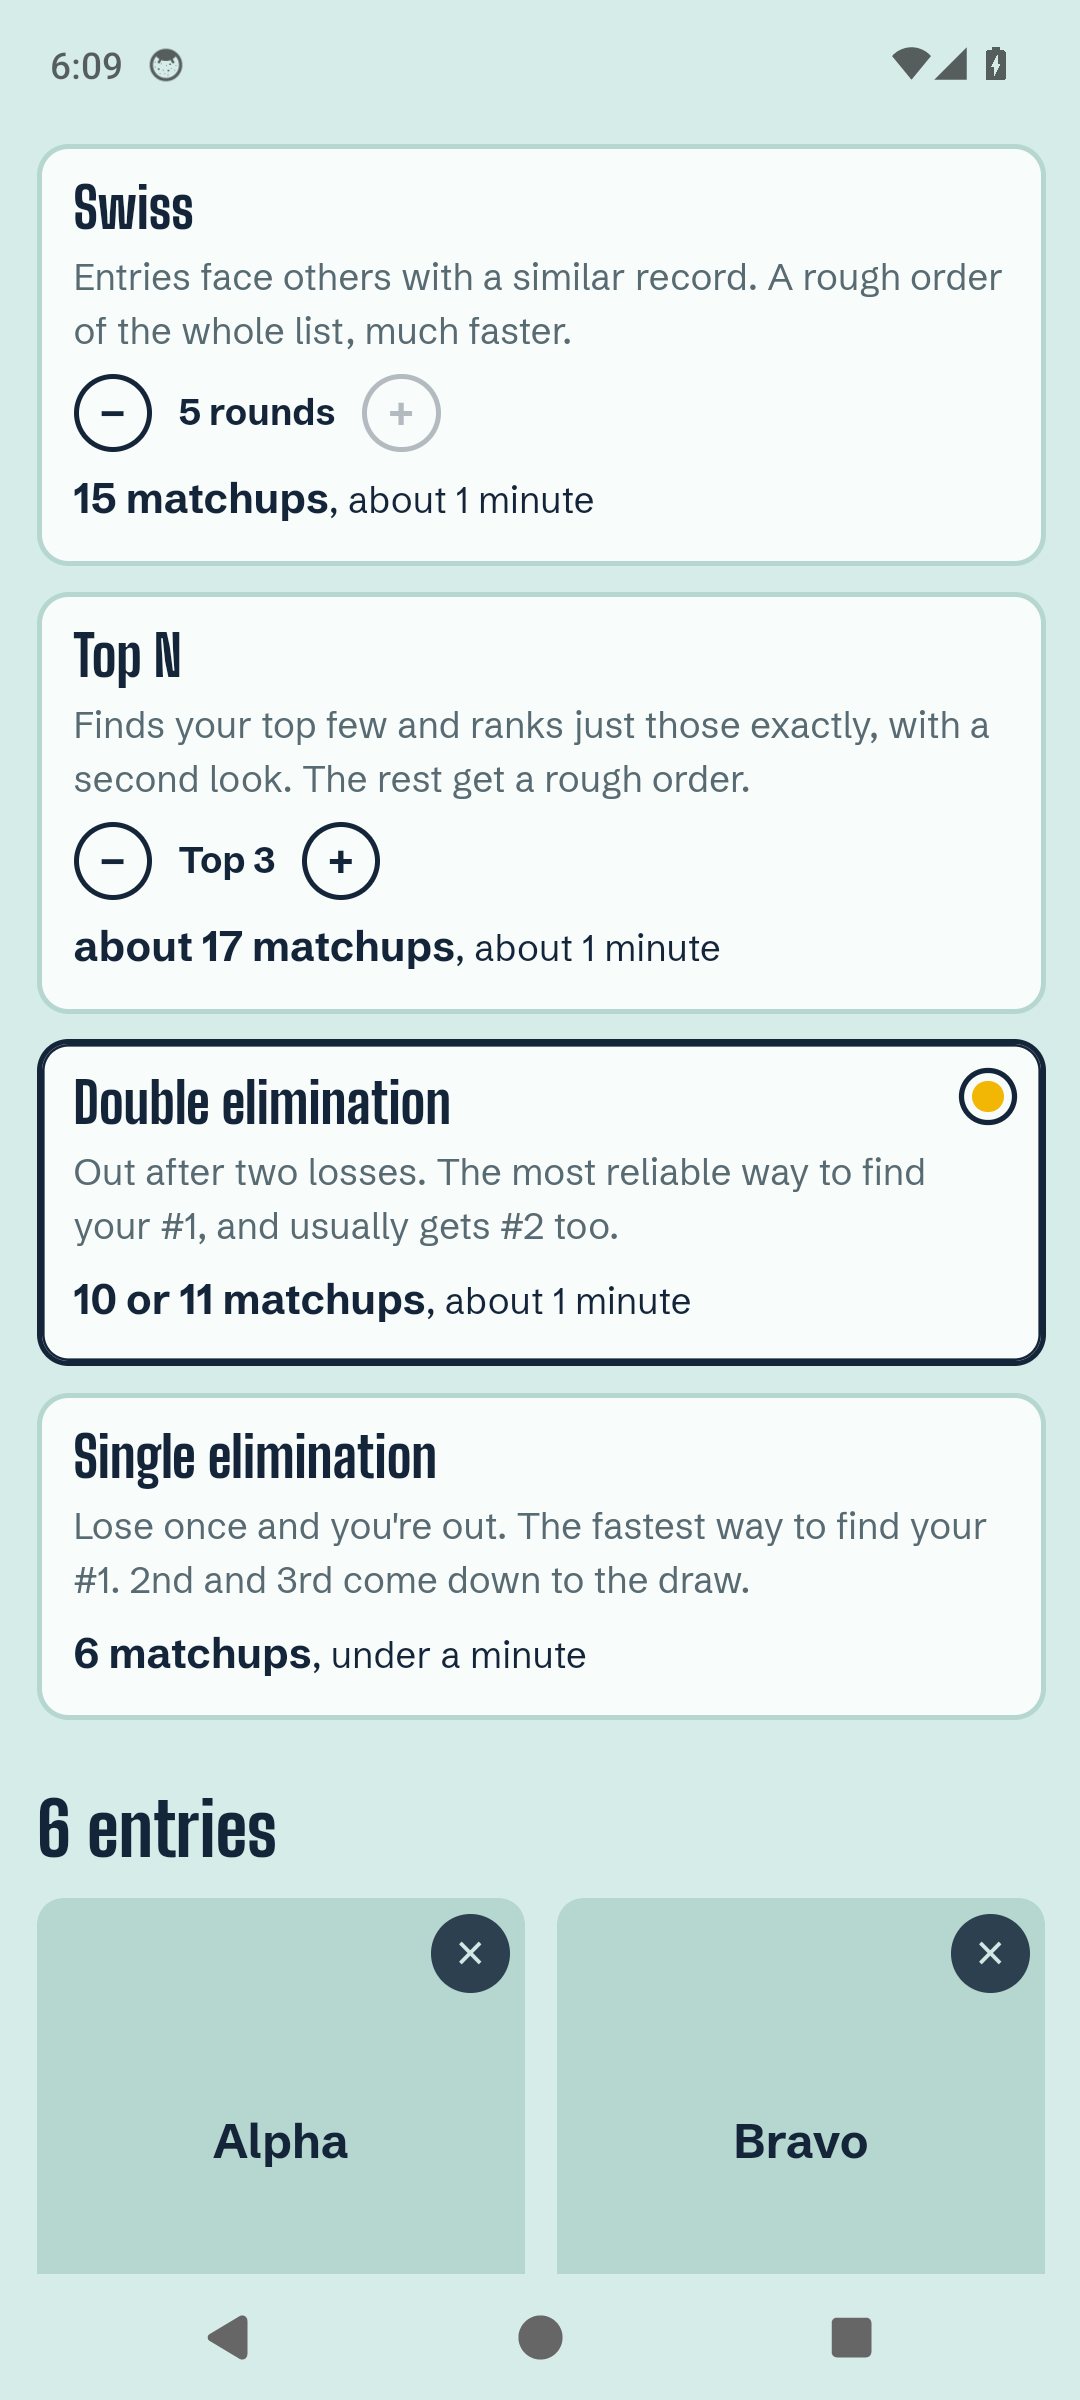 6:09
Swiss
Entries face others with a similar record. A rough order
of the whole list, much faster.
− 5 rounds +
15 matchups, about 1 minute
Top N
Finds your top few and ranks just those exactly, with a
second look. The rest get a rough order.
− Top 3 +
about 17 matchups, about 1 minute
Double elimination
Out after two losses. The most reliable way to find
your #1, and usually gets #2 too.
10 or 11 matchups, about 1 minute
Single elimination
Lose once and you're out. The fastest way to find your
#1. 2nd and 3rd come down to the draw.
6 matchups, under a minute
6 entries
Alpha
Bravo